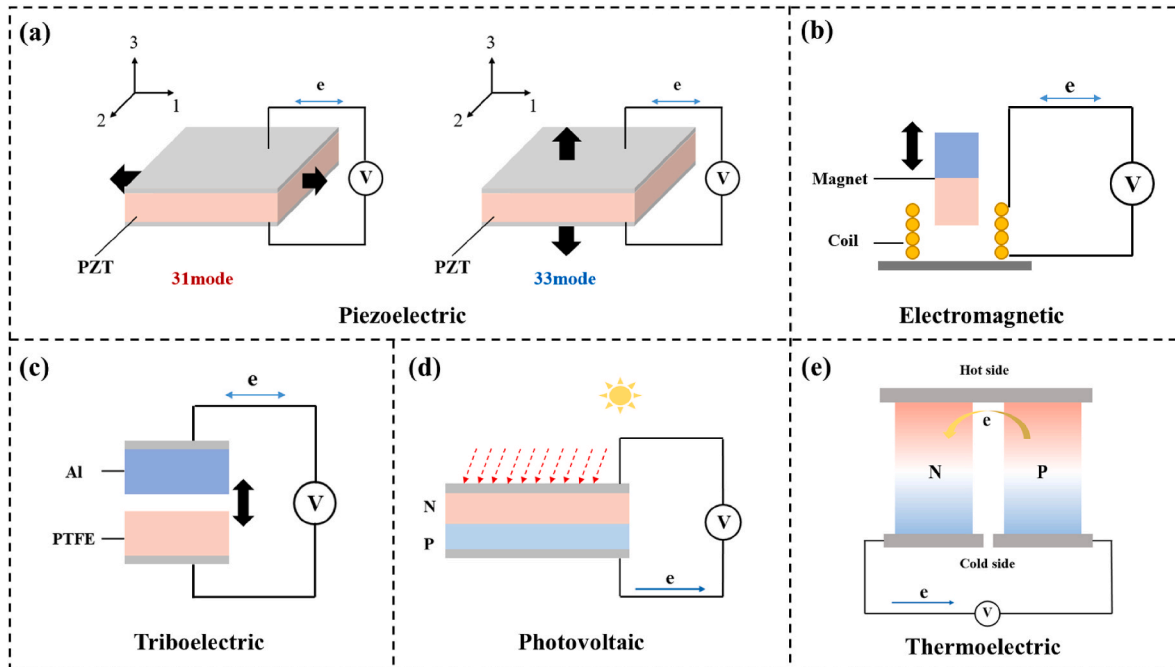 (a)
3
1
2
e
V
PZT
31mode
3
1
2
e
V
PZT
33mode
Piezoelectric
(b)
e
Magnet
V
Coil
Electromagnetic
(c)
e
Al
V
PTFE
Triboelectric
(d)
N
V
P
e
Photovoltaic
(e)
Hot side
e
N
P
Cold side
e
V
Thermoelectric